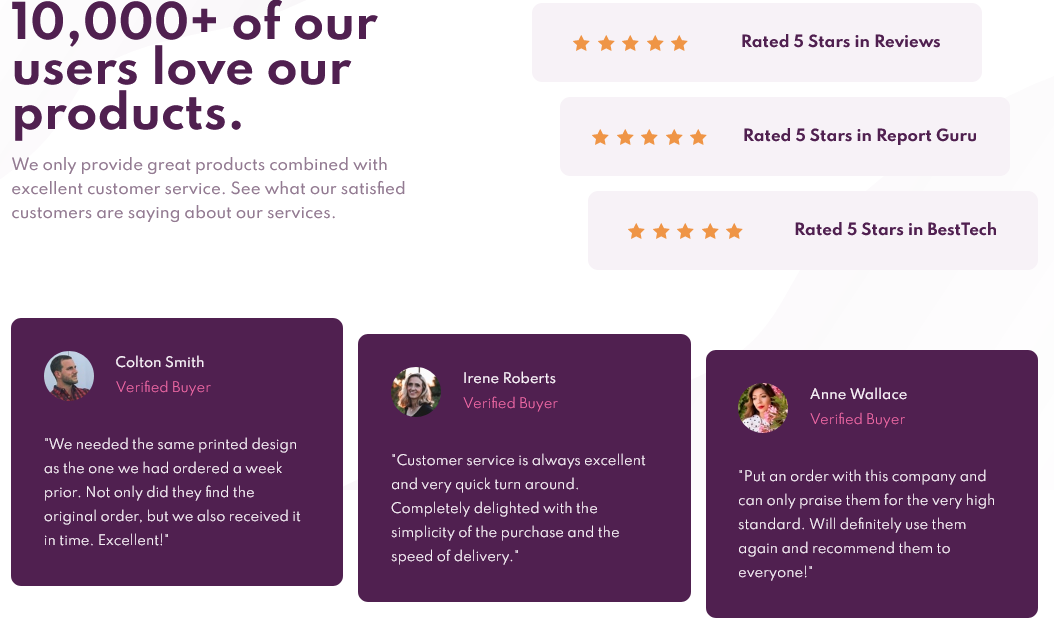 10,000+ of our
users love our
products.
We only provide great products combined with
excellent customer service. See what our satisfied
customers are saying about our services.
Rated 5 Stars in Reviews
Rated 5 Stars in Report Guru
Rated 5 Stars in BestTech
Colton Smith
Verified Buyer
"We needed the same printed design
as the one we had ordered a week
prior. Not only did they find the
original order, but we also received it
in time. Excellent!"
Irene Roberts
Verified Buyer
"Customer service is always excellent
and very quick turn around.
Completely delighted with the
simplicity of the purchase and the
speed of delivery."
Anne Wallace
Verified Buyer
"Put an order with this company and
can only praise them for the very high
standard. Will definitely use them
again and recommend them to
everyone!"